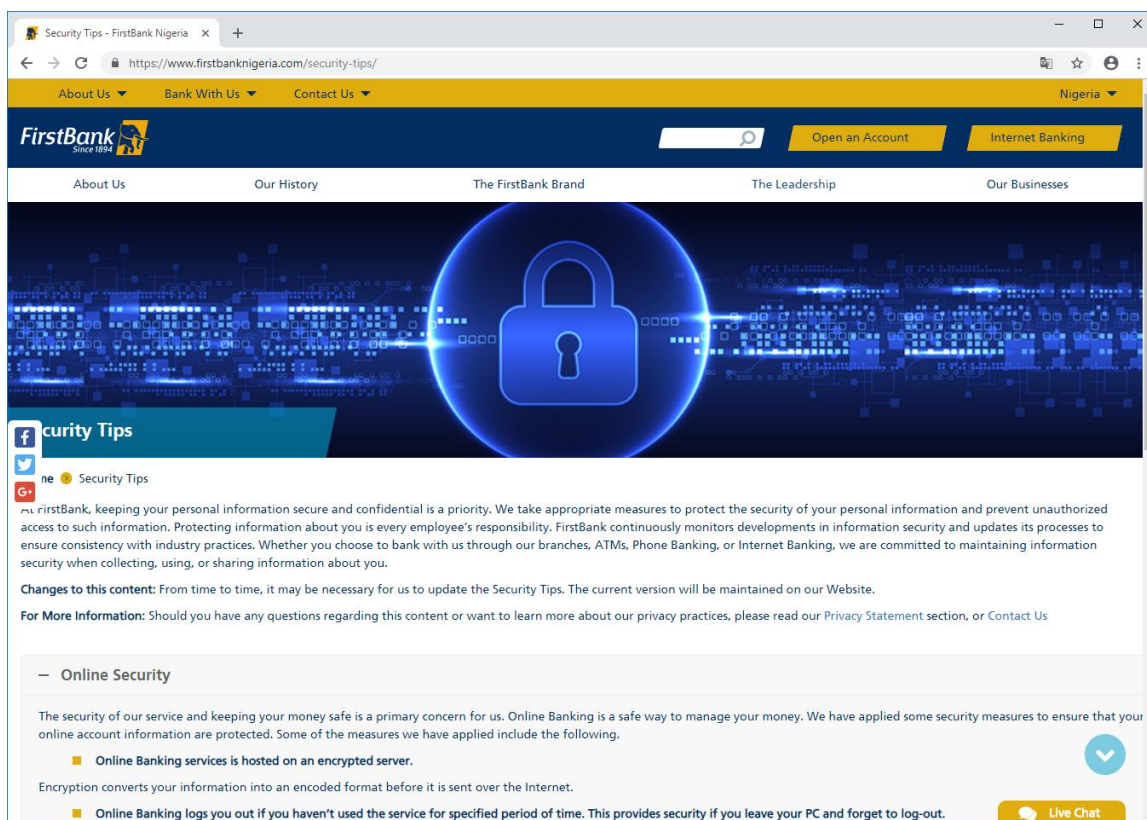 Security Tips - FirstBank Nigeria
https://www.firstbanknigeria.com/security-tips/
About Us Bank With Us Contact Us Nigeria
FirstBank
Since 1894
Open an Account Internet Banking
About Us Our History The FirstBank Brand The Leadership Our Businesses
curity Tips
f
G+
me Security Tips
At FirstBank, keeping your personal information secure and confidential is a priority. We take appropriate measures to protect the security of your personal information and prevent unauthorized
access to such information. Protecting information about you is every employee's responsibility. FirstBank continuously monitors developments in information security and updates its processes to
ensure consistency with industry practices. Whether you choose to bank with us through our branches, ATMs, Phone Banking, or Internet Banking, we are committed to maintaining information
security when collecting, using, or sharing information about you.
Changes to this content: From time to time, it may be necessary for us to update the Security Tips. The current version will be maintained on our Website.
For More Information: Should you have any questions regarding this content or want to learn more about our privacy practices, please read our Privacy Statement section, or Contact Us
– Online Security
The security of our service and keeping your money safe is a primary concern for us. Online Banking is a safe way to manage your money. We have applied some security measures to ensure that your
online account information are protected. Some of the measures we have applied include the following.
Online Banking services is hosted on an encrypted server.
Encryption converts your information into an encoded format before it is sent over the Internet.
Online Banking logs you out if you haven't used the service for specified period of time. This provides security if you leave your PC and forget to log-out.
Live Chat